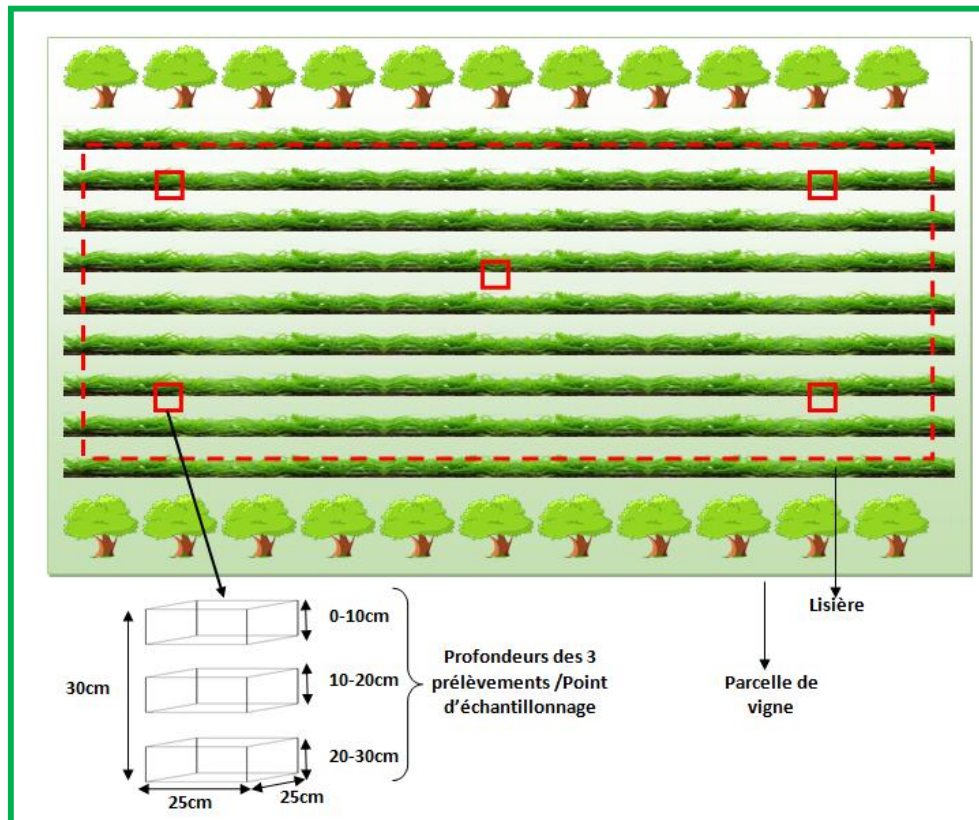 0-10cm
Lisière
30cm
10-20cm
Profondeurs des 3
prélèvements /Point
d'échantillonnage
Parcelle de
vigne
20-30cm
25cm
25cm